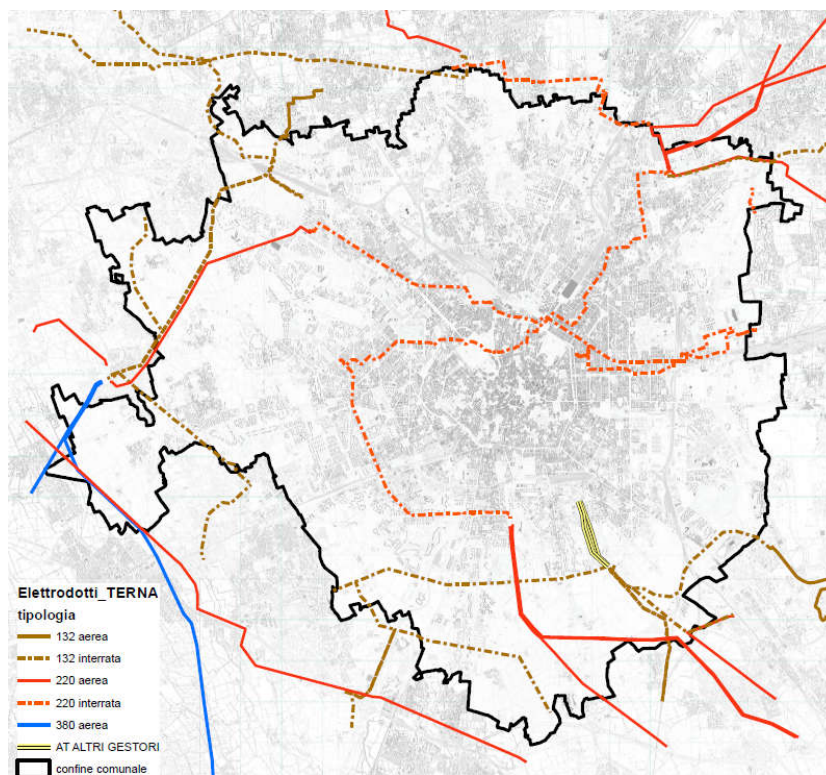 Elettrodotti_TERNA
tipologia
132 aerea
132 interrata
220 aerea
220 interrata
380 aerea
AT ALTRI GESTORI
confine comunale